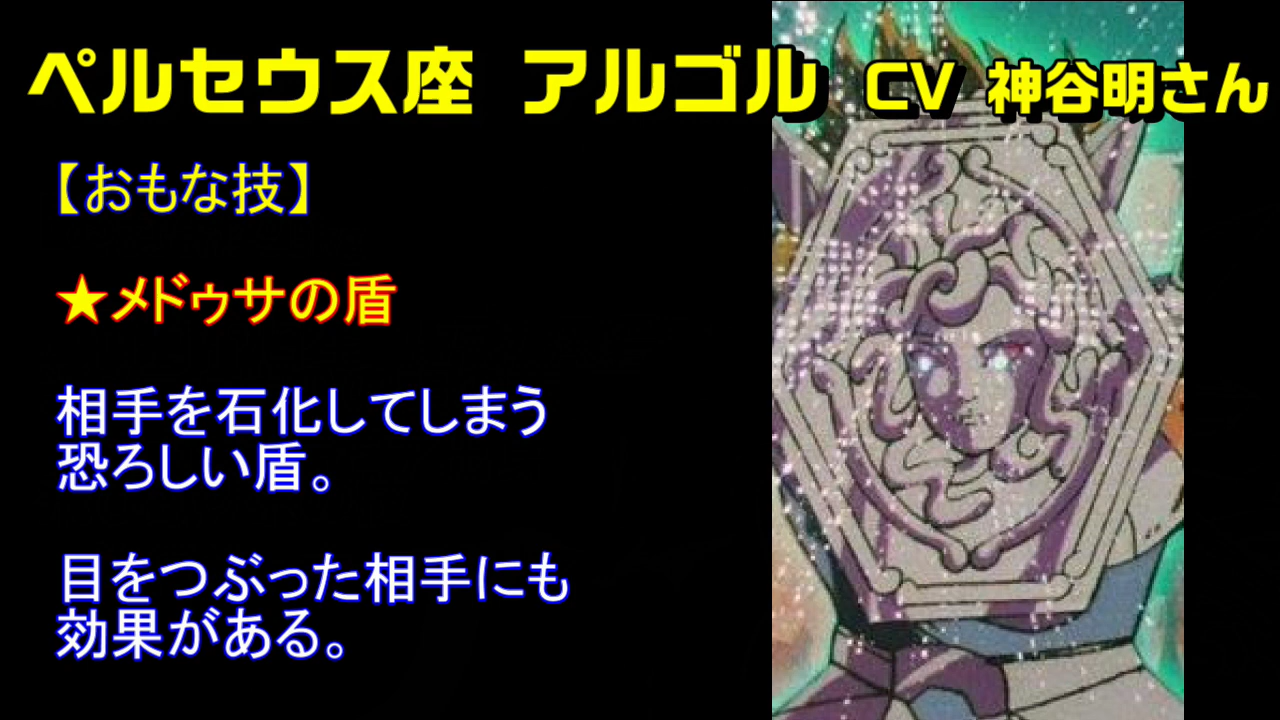 ペルセウス座 アルゴル CV 神谷明さん
【おもな技】
★メドゥサの盾
相手を石化してしまう
恐ろしい盾。
目をつぶった相手にも
効果がある。